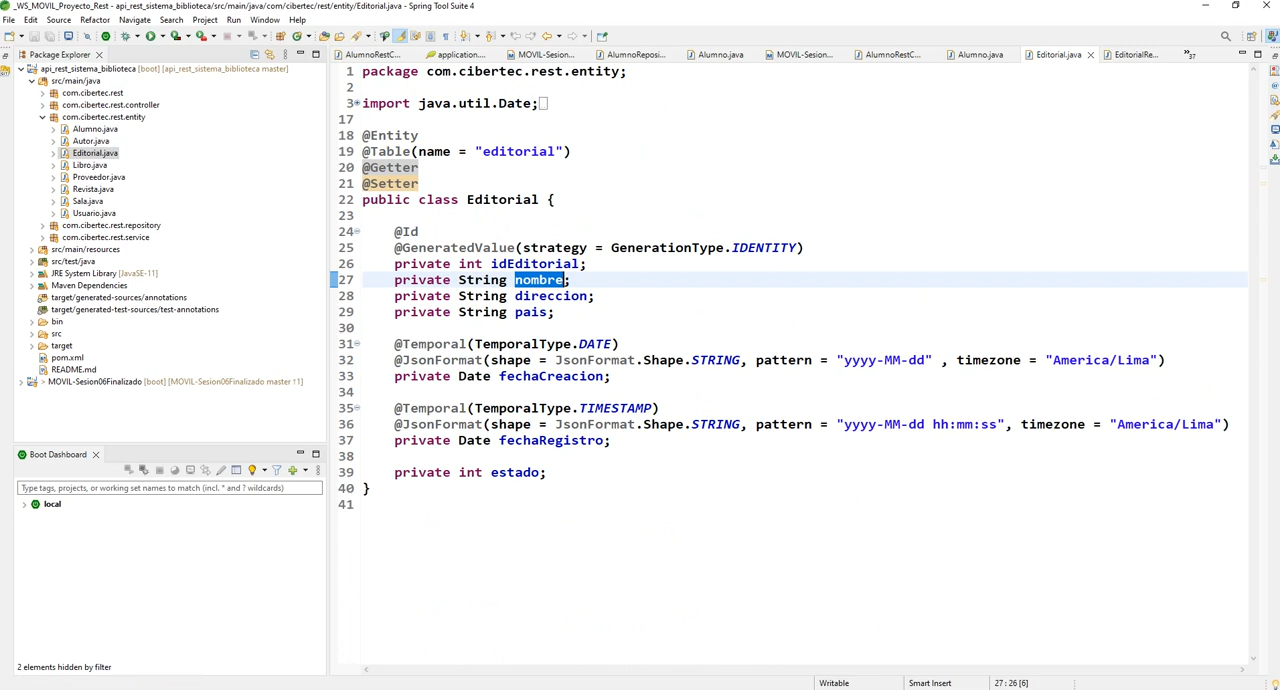 _WS_MOVIL_Proyecto_Rest - api_rest_sistema_biblioteca/src/main/java/com/cibertec/rest/entity/Editorial.java - Spring Tool Suite 4
File Edit Source Refactor Navigate Search Project Run Window Help
Package Explorer
api_rest_sistema_biblioteca [boot] [api_rest_sistema_biblioteca master]
src/main/java
com.cibertec.rest
com.cibertec.rest.controller
com.cibertec.rest.entity
Alumno.java
Autor.java
Editorial.java
Libro.java
Proveedor.java
Revista.java
Sala.java
Usuario.java
com.cibertec.rest.repository
com.cibertec.rest.service
src/main/resources
src/test/java
JRE System Library [JavaSE-11]
Maven Dependencies
target/generated-sources/annotations
target/generated-test-sources/test-annotations
bin
src
target
pom.xml
README.md
> MOVIL-Sesion06Finalizado [boot] [MOVIL-Sesion06Finalizado master ↑1]
Boot Dashboard
Type tags, projects, or working set names to match (incl. * and ? wildcards)
local
2 elements hidden by filter
AlumnoRestC... application.... MOVIL-Sesion... AlumnoReposi... Alumno.java MOVIL-Sesion... AlumnoRestC... Alumno.java Editorial.java EditorialRe... »37
1 package com.cibertec.rest.entity;
2
3 import java.util.Date;
17
18 @Entity
19 @Table(name = "editorial")
20 @Getter
21 @Setter
22 public class Editorial {
23
24 @Id
25 @GeneratedValue(strategy = GenerationType.IDENTITY)
26 private int idEditorial;
27 private String nombre;
28 private String direccion;
29 private String pais;
30
31 @Temporal(TemporalType.DATE)
32 @JsonFormat(shape = JsonFormat.Shape.STRING, pattern = "yyyy-MM-dd" , timezone = "America/Lima")
33 private Date fechaCreacion;
34
35 @Temporal(TemporalType.TIMESTAMP)
36 @JsonFormat(shape = JsonFormat.Shape.STRING, pattern = "yyyy-MM-dd hh:mm:ss", timezone = "America/Lima")
37 private Date fechaRegistro;
38
39 private int estado;
40 }
41
Writable Smart Insert 27 : 26 [6]